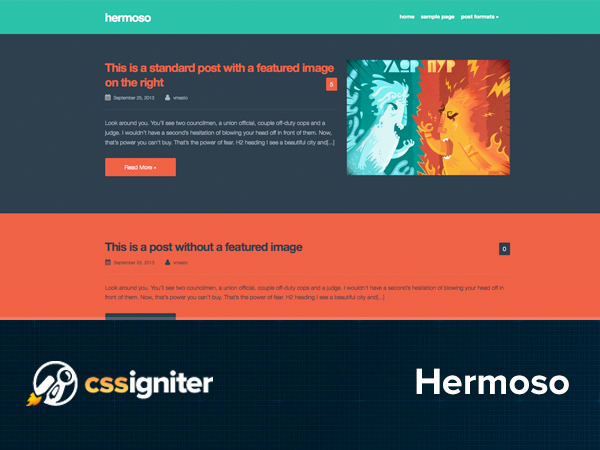 hermoso
home sample page post formats »
This is a standard post with a featured image
on the right
5
September 25, 2013 vmasto
Look around you. You'll see two councilmen, a union official, couple off-duty cops and a
judge. I wouldn't have a second's hesitation of blowing your head off in front of them. Now,
that's power you can't buy. That's the power of fear. H2 heading I see a beautiful city and[...]
Read More »
УДАР ПУР
This is a post without a featured image
0
September 25, 2013 vmasto
Look around you. You'll see two councilmen, a union official, couple off-duty cops and a judge. I wouldn't have a second's hesitation of blowing your head off in
front of them. Now, that's power you can't buy. That's the power of fear. H2 heading I see a beautiful city and[...]
cssigniter
Hermoso